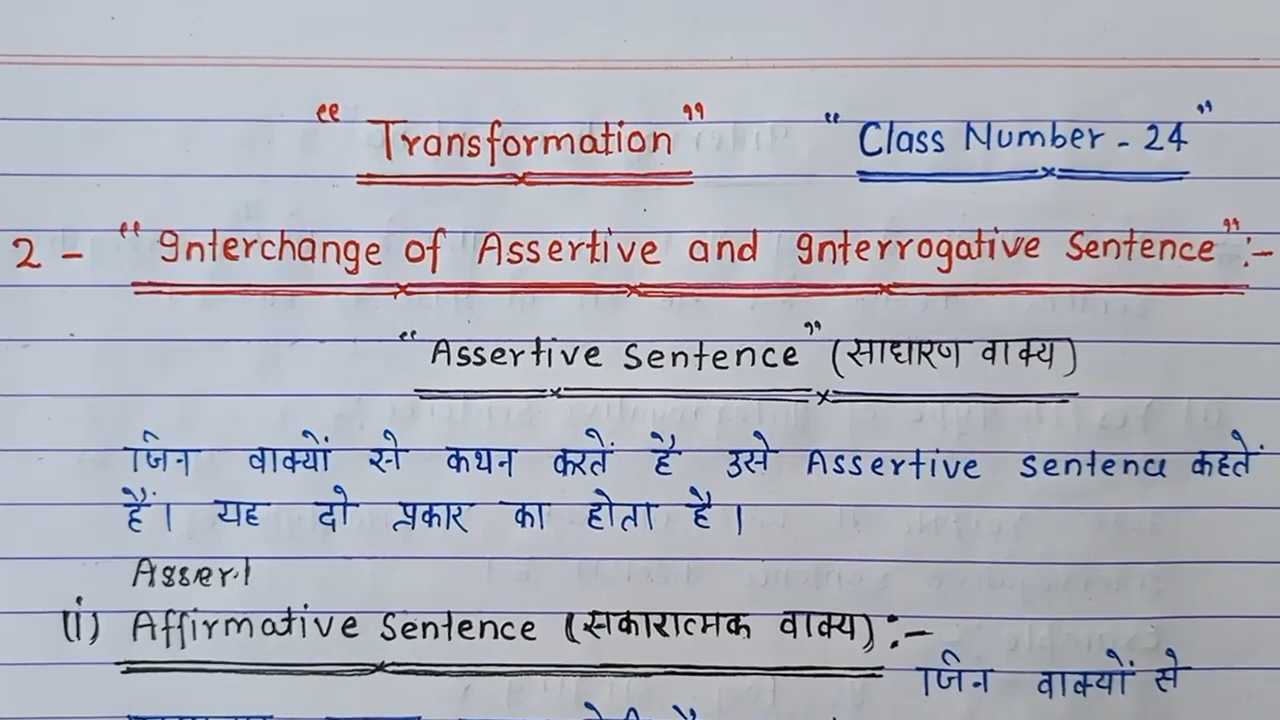 "Transformation" "Class Number - 24"
2 - "Interchange of Assertive and Interrogative Sentence" :-
"Assertive Sentence" (साधारण वाक्य)
जिन वाक्यों से कथन करतें है उसे Assertive Sentence कहतें
हैं। यह दो प्रकार का होता है।
Assert
(i) Affirmative Sentence (सकारात्मक वाक्य) :-
जिन वाक्यों से